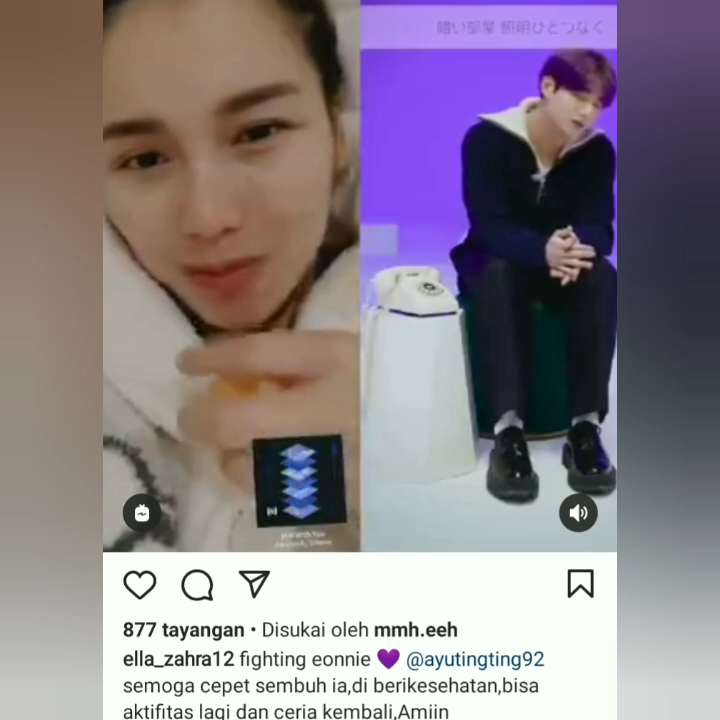 暗い部屋 照明ひとつなく
877 tayangan • Disukai oleh mmh.eeh
ella_zahra12 fighting eonnie 💜 @ayutingting92
semoga cepet sembuh ia,di berikesehatan,bisa
aktifitas lagi dan ceria kembali,Amiin